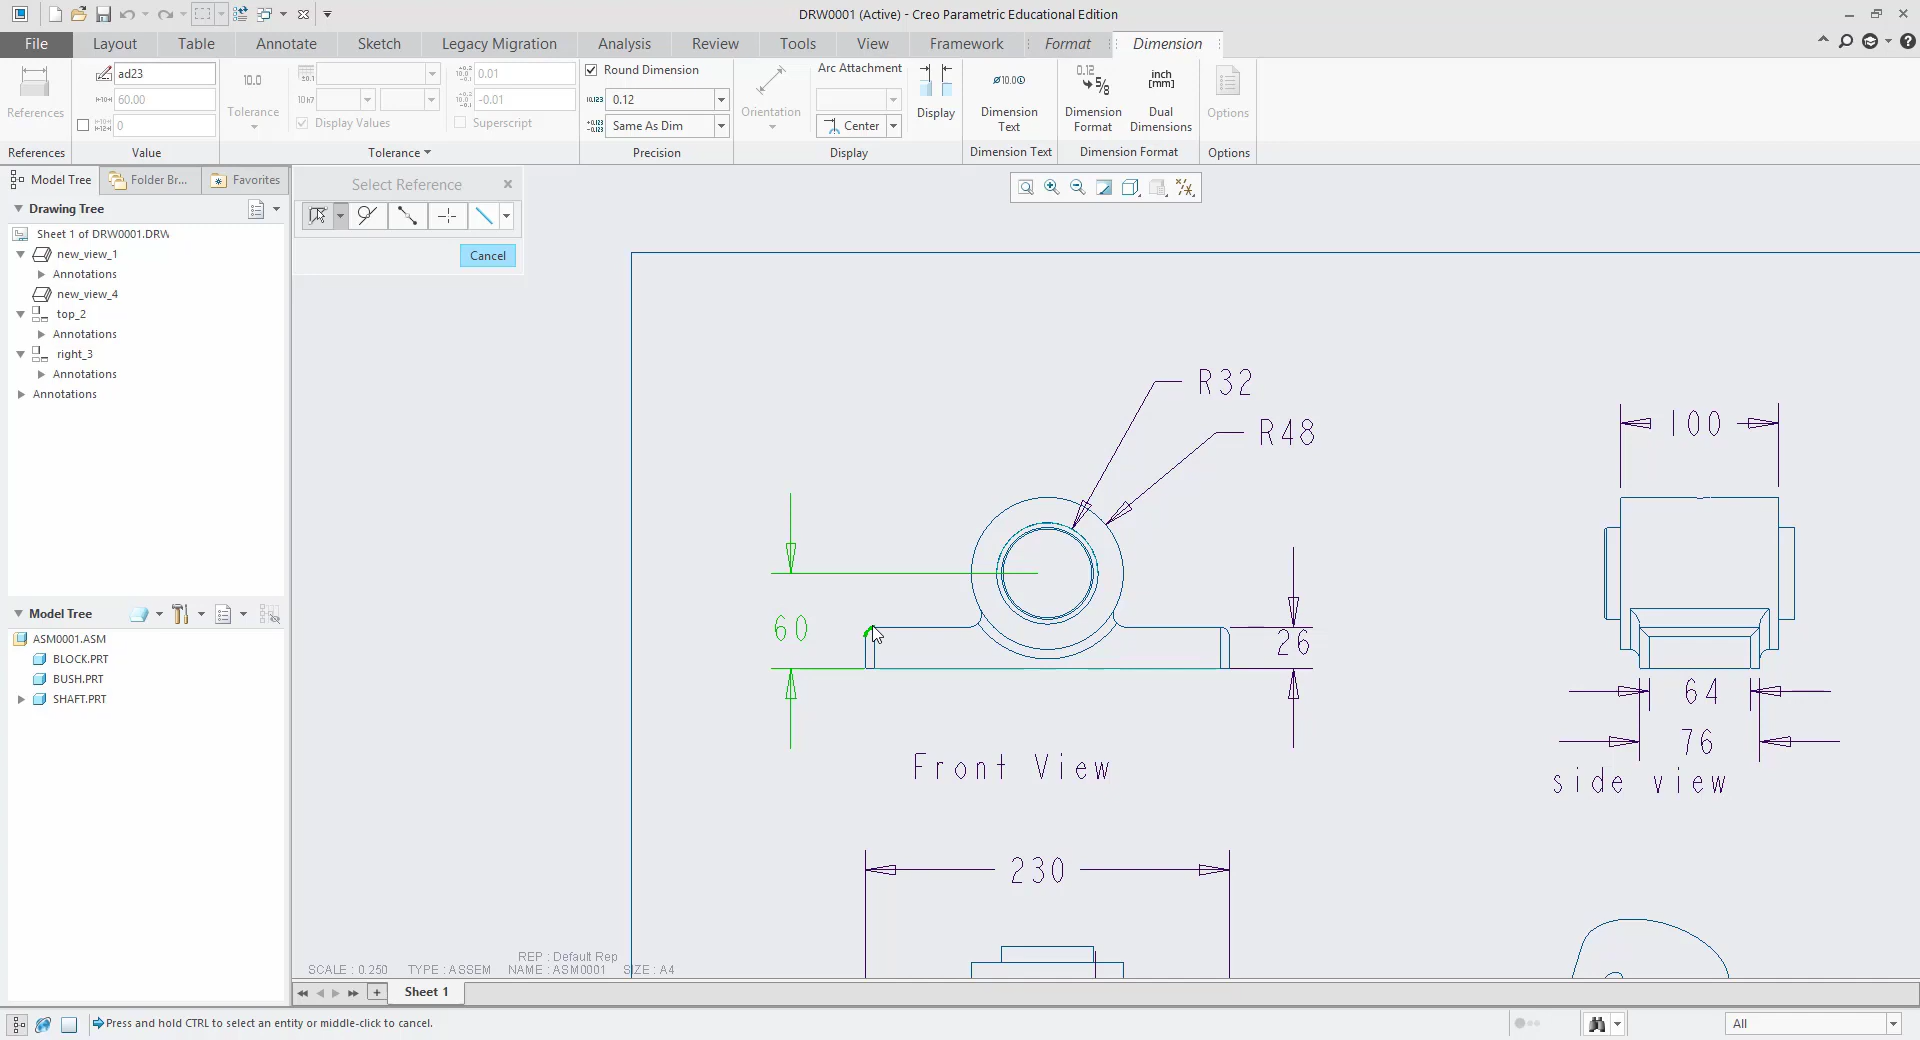 DRW0001 (Active) - Creo Parametric Educational Edition
File
Layout
Table
Annotate
Sketch
Legacy Migration
Analysis
Review
Tools
View
Framework
Format
Dimension
References
References
ad23
60.00
0
Value
10.0
Tolerance
Display Values
0.01
-0.01
Superscript
Tolerance
Round Dimension
0.12
Same As Dim
Precision
Orientation
Arc Attachment
Center
Display
Display
Dimension Text
Dimension Text
Dimension Format
Dual Dimensions
inch
[mm]
Dimension Format
Options
Options
Model Tree
Folder Br...
Favorites
Drawing Tree
Sheet 1 of DRW0001.DRW
new_view_1
Annotations
new_view_4
top_2
Annotations
right_3
Annotations
Annotations
Model Tree
ASM0001.ASM
BLOCK.PRT
BUSH.PRT
SHAFT.PRT
Select Reference
Cancel
R32
R48
100
60
26
64
76
Front View
side view
230
REP : Default Rep
SCALE : 0.250 TYPE : ASSEM NAME : ASM0001 SIZE : A4
Sheet 1
Press and hold CTRL to select an entity or middle-click to cancel.
All